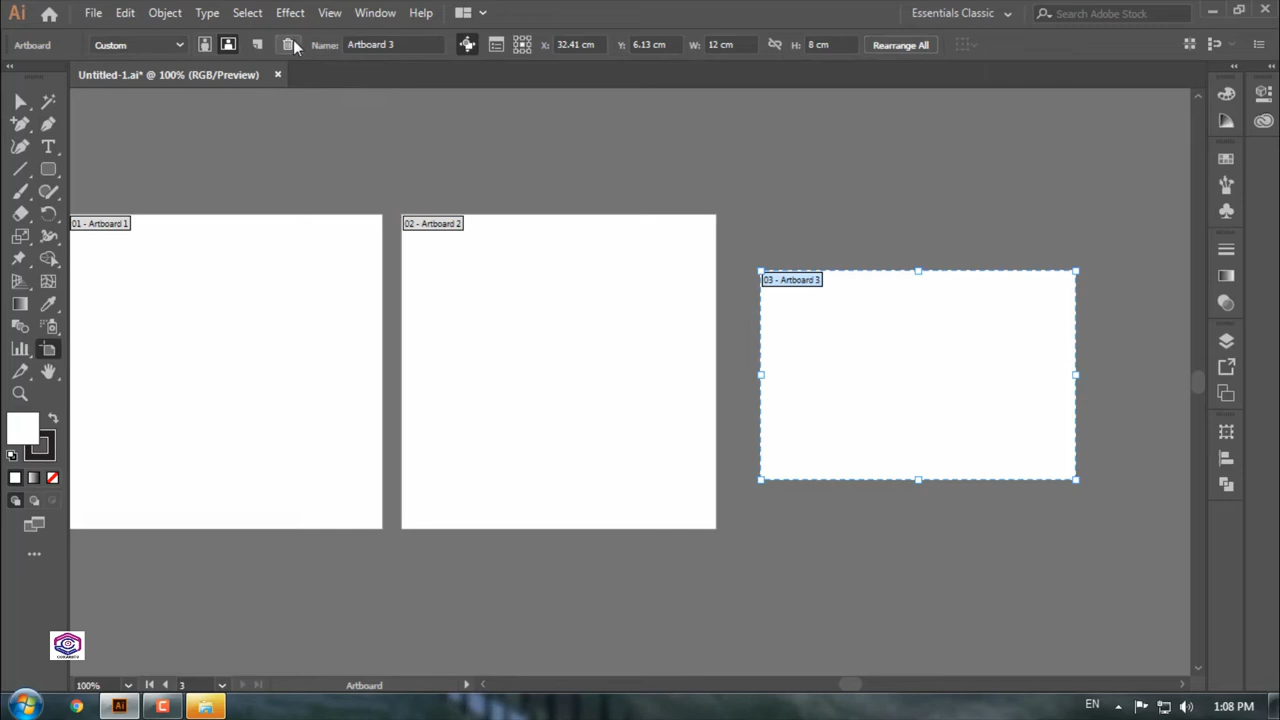 Ai File Edit Object Type Select Effect View Window Help Essentials Classic Search Adobe Stock
Artboard Custom Name: Artboard 3 X: 32.41 cm Y: 6.13 cm W: 12 cm H: 8 cm Rearrange All
Untitled-1.ai* @ 100% (RGB/Preview) ×
01 - Artboard 1
02 - Artboard 2
03 - Artboard 3
100% 3 Artboard
Ai EN 1:08 PM